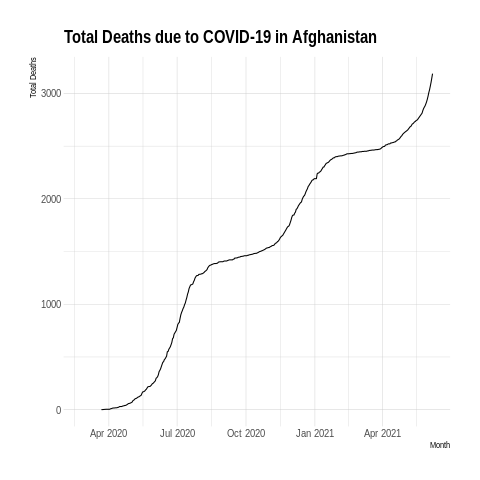 Total Deaths due to COVID-19 in Afghanistan
Total Deaths
3000
2000
1000
0
Apr 2020 Jul 2020 Oct 2020 Jan 2021 Apr 2021
Month